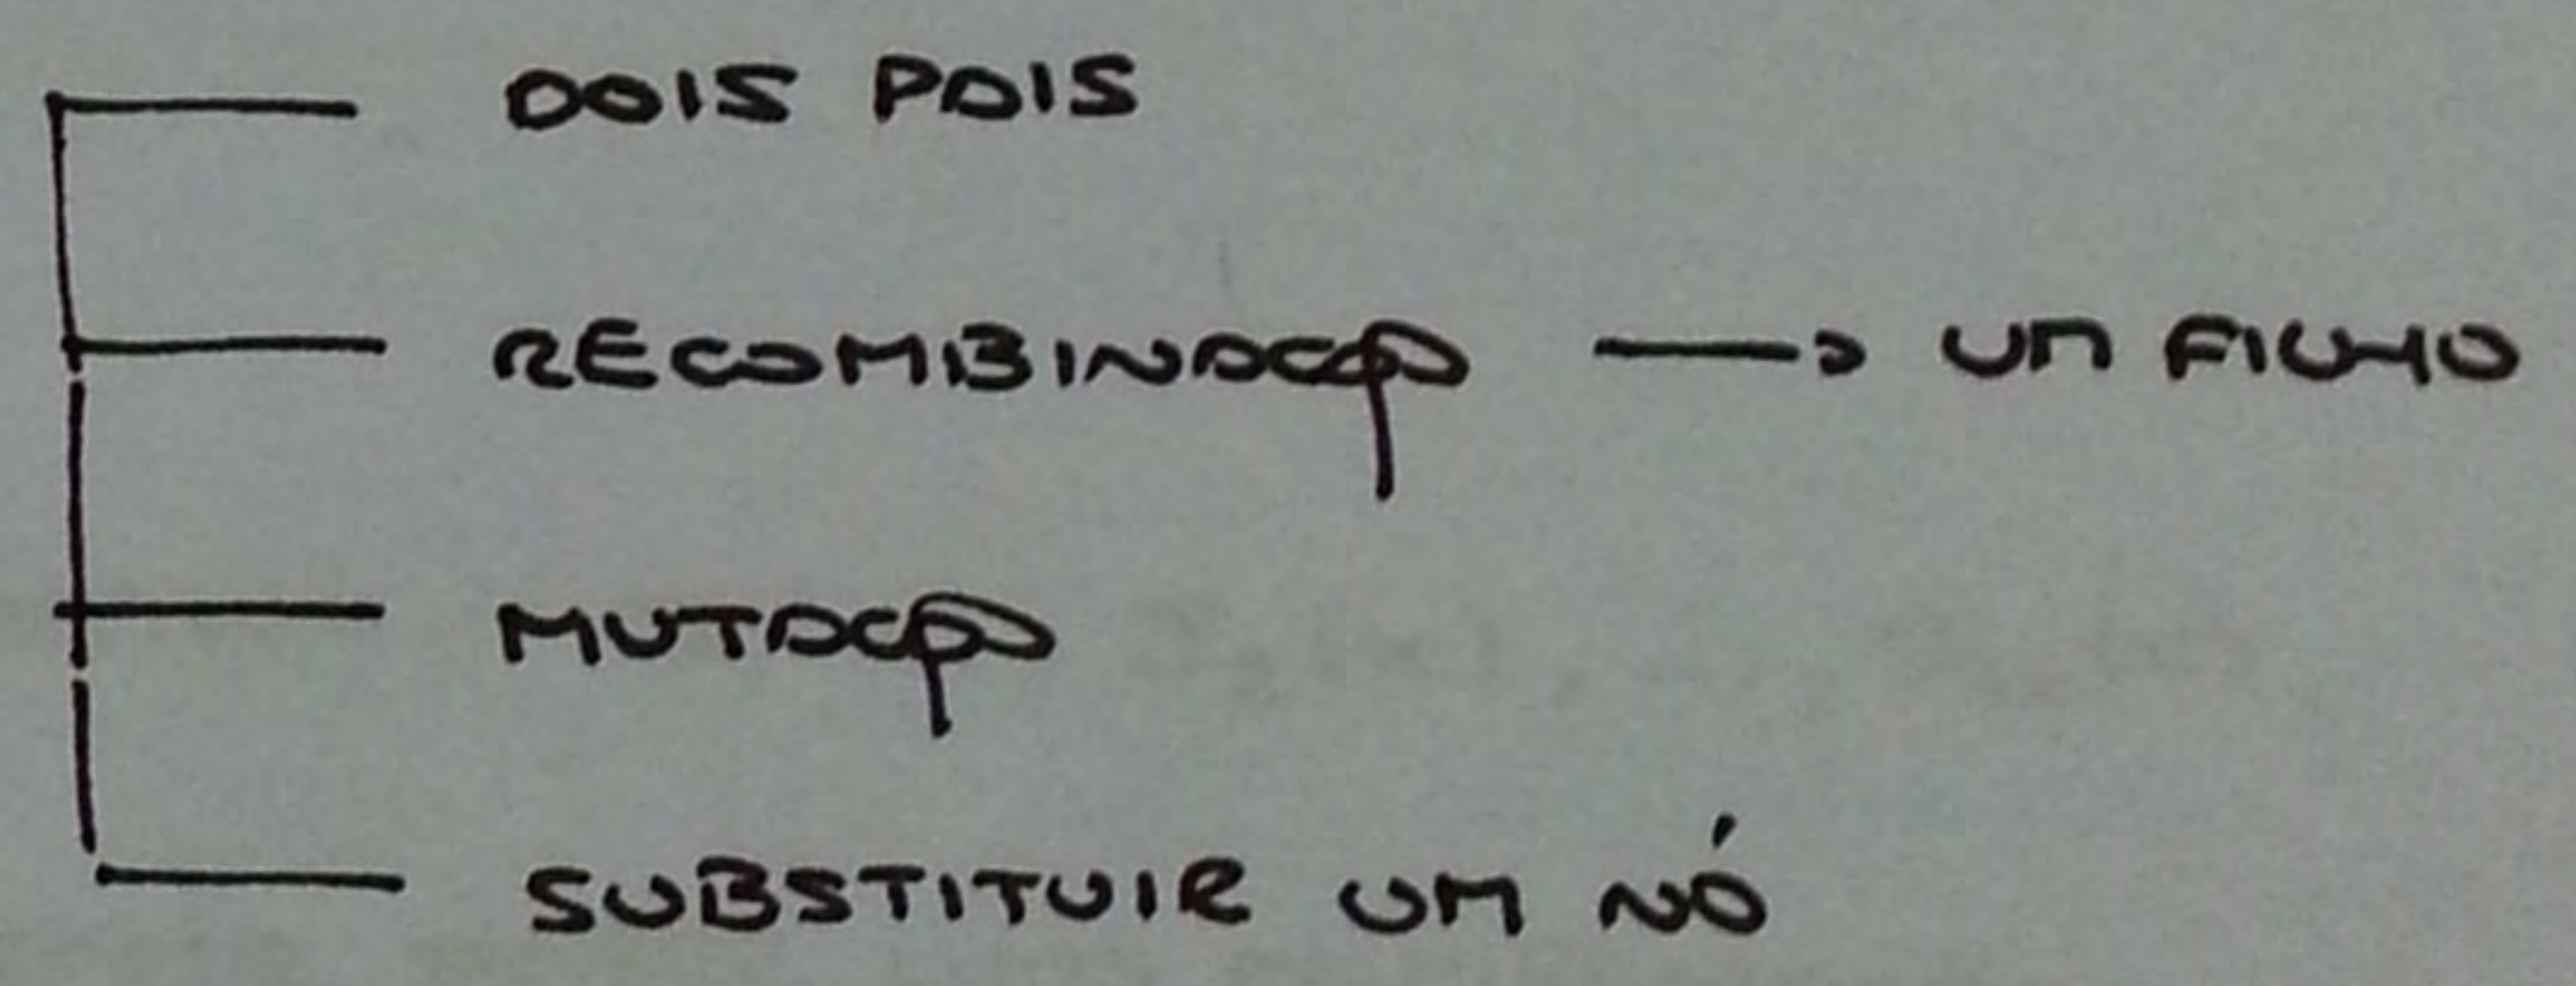 DOIS PAIS
RECOMBINAÇÃO → UM FILHO
MUTAÇÃO
SUBSTITUIR UM NÓ